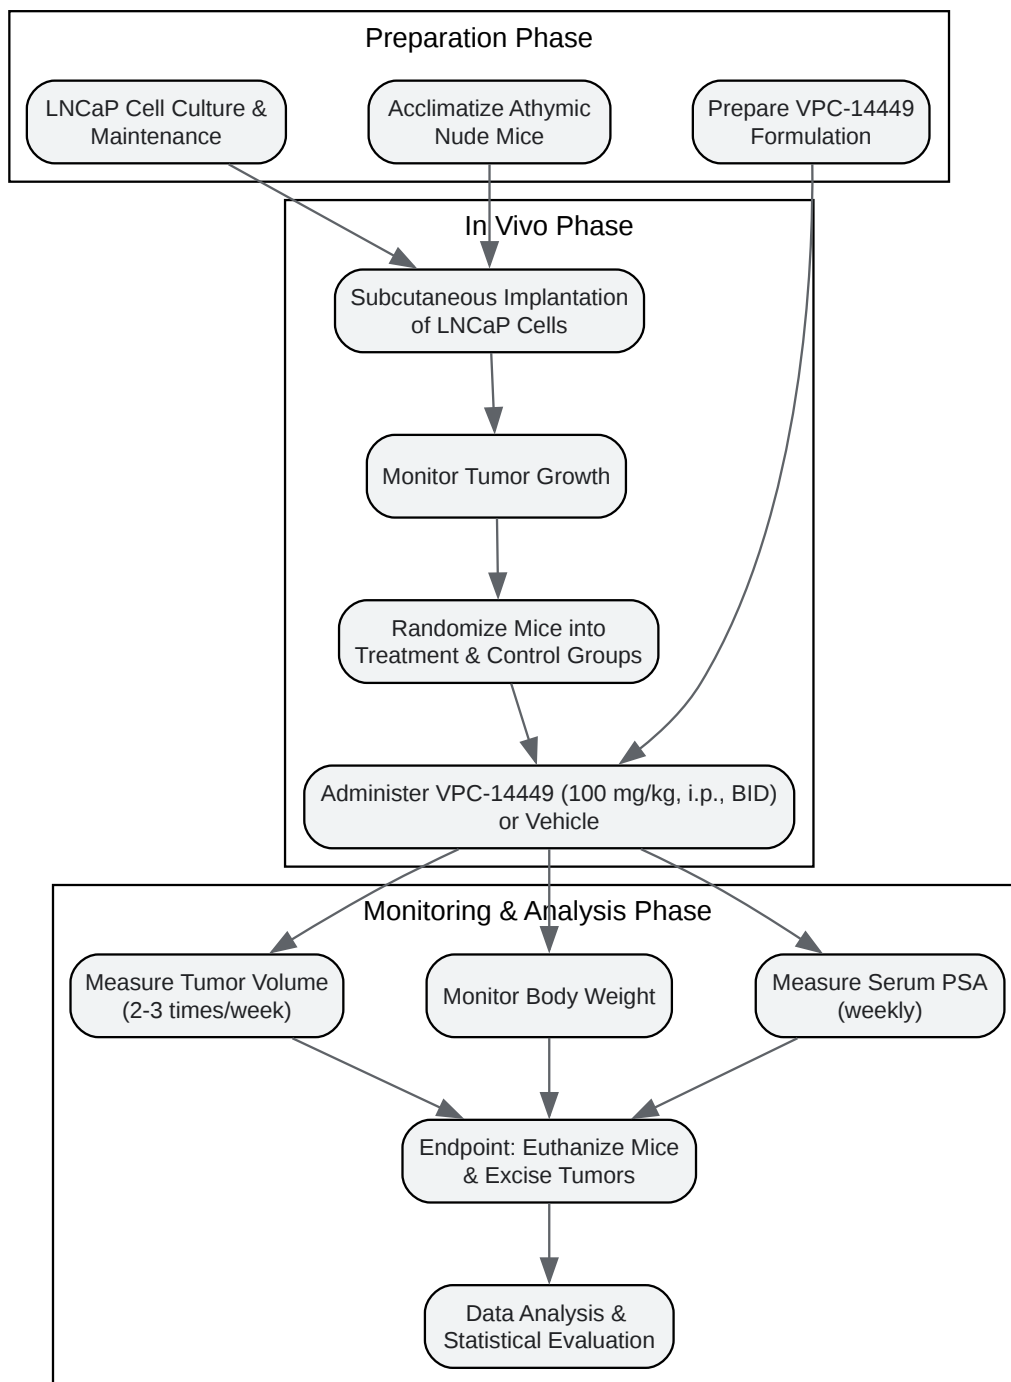 Preparation Phase
LNCaP Cell Culture &
Maintenance
Acclimatize Athymic
Nude Mice
Prepare VPC-14449
Formulation
In Vivo Phase
Subcutaneous Implantation
of LNCaP Cells
Monitor Tumor Growth
Randomize Mice into
Treatment & Control Groups
Administer VPC-14449 (100 mg/kg, i.p., BID)
or Vehicle
Monitoring & Analysis Phase
Measure Tumor Volume
(2-3 times/week)
Monitor Body Weight
Measure Serum PSA
(weekly)
Endpoint: Euthanize Mice
& Excise Tumors
Data Analysis &
Statistical Evaluation